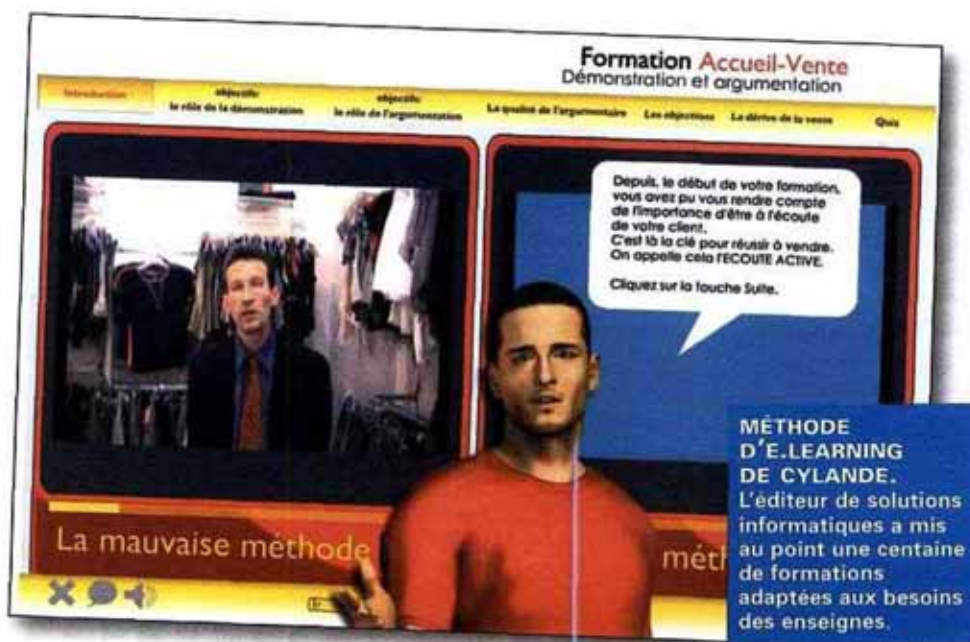 Formation Accueil-Vente
Démonstration et argumentation
Introduction
objectifs:
le rôle de la démonstration
objectifs:
le rôle de l'argumentation
La qualité de l'argumentaire
Les objections
La dérive de la vente
Quiz
Depuis, le début de votre formation,
vous avez pu vous rendre compte
de l'importance d'être à l'écoute
de votre client.
C'est là la clé pour réussir à vendre.
On appelle cela l'ECOUTE ACTIVE.
Cliquez sur la touche Suite.
La mauvaise méthode
méth
MÉTHODE
D'E.LEARNING
DE CYLANDE.
L'éditeur de solutions
informatiques a mis
au point une centaine
de formations
adaptées aux besoins
des enseignes.